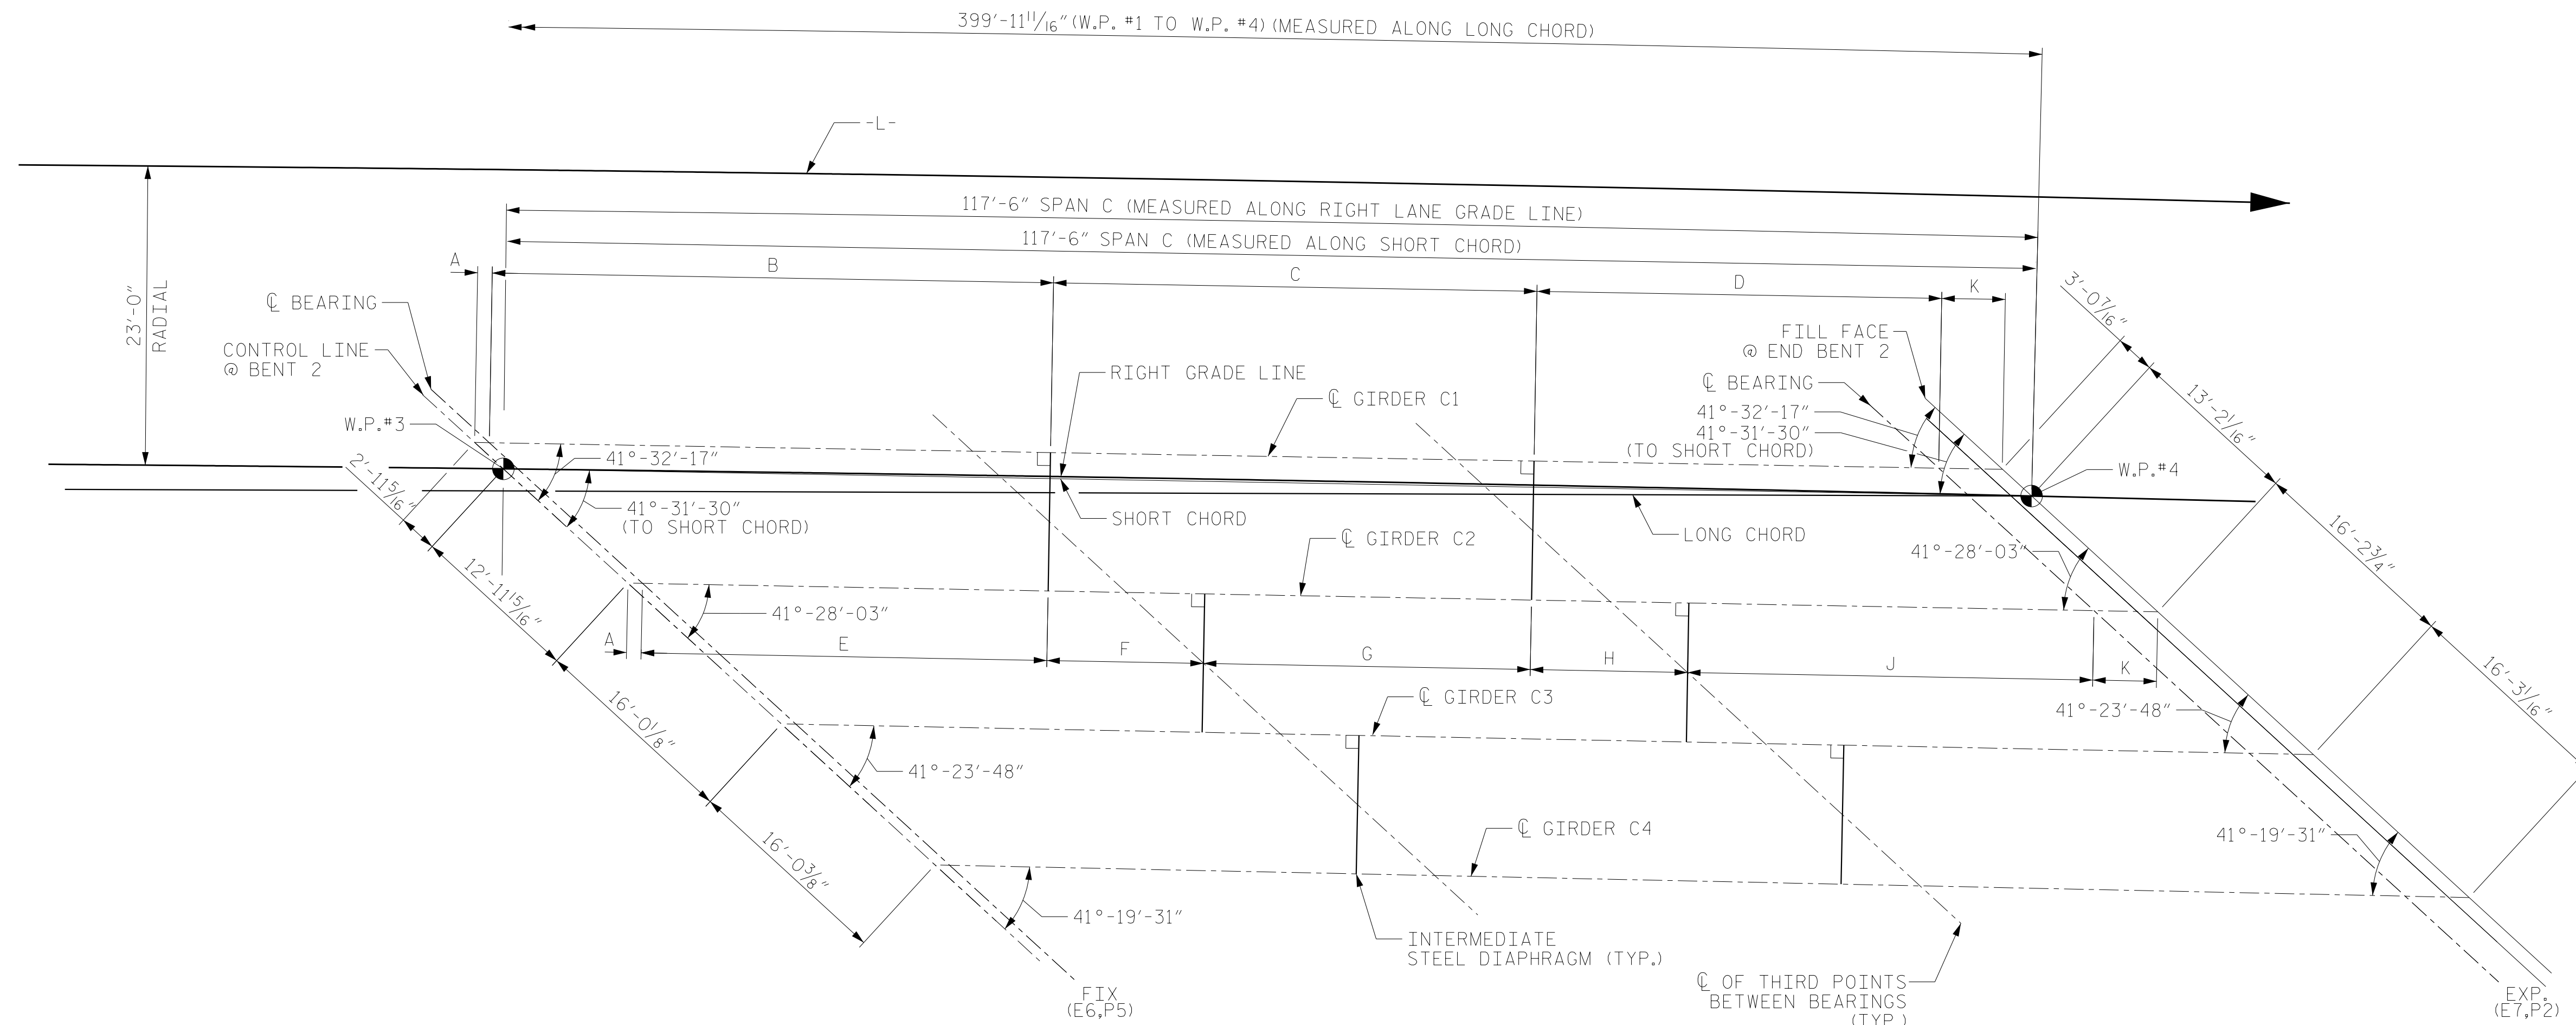 399'-11 11/16" (W.P. #1 TO W.P. #4) (MEASURED ALONG LONG CHORD)
-L-
23'-0"
RADIAL
117'-6" SPAN C (MEASURED ALONG RIGHT LANE GRADE LINE)
117'-6" SPAN C (MEASURED ALONG SHORT CHORD)
A
B
C
D
K
℄ BEARING
CONTROL LINE
@ BENT 2
W.P.#3
FILL FACE
@ END BENT 2
℄ BEARING
41°-32'-17"
41°-31'-30"
(TO SHORT CHORD)
3'-0 7/16"
13'-2 1/16"
16'-2 3/4"
16'-3 1/16"
RIGHT GRADE LINE
℄ GIRDER C1
41°-32'-17"
W.P.#4
2'-11 5/16"
41°-31'-30"
(TO SHORT CHORD)
SHORT CHORD
LONG CHORD
℄ GIRDER C2
41°-28'-03"
12'-11 15/16"
41°-28'-03"
A
E
F
G
H
J
K
16'-0 1/8"
℄ GIRDER C3
41°-23'-48"
41°-23'-48"
16'-0 3/8"
℄ GIRDER C4
41°-19'-31"
41°-19'-31"
INTERMEDIATE
STEEL DIAPHRAGM (TYP.)
℄ OF THIRD POINTS
BETWEEN BEARINGS
(TYP.)
FIX
(E6,P5)
EXP.
(E7,P2)